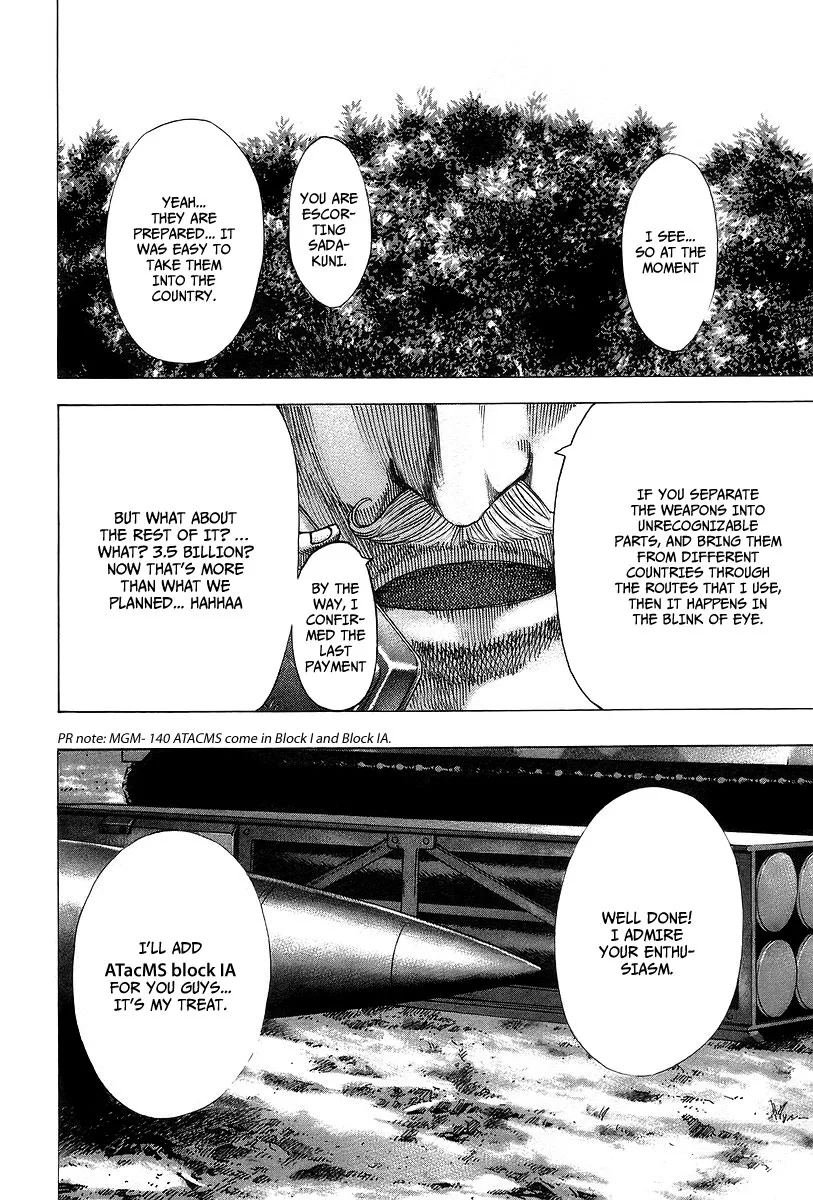 I SEE...
SO AT THE
MOMENT
YOU ARE
ESCOR-
TING
SADA-
KUNI.
YEAH...
THEY ARE
PREPARED... IT
WAS EASY TO
TAKE THEM
INTO THE
COUNTRY.
IF YOU SEPARATE
THE WEAPONS INTO
UNRECOGNIZABLE
PARTS, AND BRING THEM
FROM DIFFERENT
COUNTRIES THROUGH
THE ROUTES THAT I USE,
THEN IT HAPPENS IN
THE BLINK OF EYE.
BY THE
WAY, I
CONFIR-
MED THE
LAST
PAYMENT
BUT WHAT ABOUT
THE REST OF IT? ...
WHAT? 3.5 BILLION?
NOW THAT'S MORE
THAN WHAT WE
PLANNED... HAHHAA
PR note: MGM- 140 ATACMS come in Block I and Block IA.
WELL DONE!
I ADMIRE
YOUR ENTHU-
SIASM.
I'LL ADD
ATacMS block IA
FOR YOU GUYS...
IT'S MY TREAT.